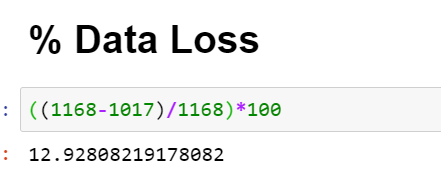 % Data Loss
: ((1168-1017)/1168)*100
: 12.92808219178082